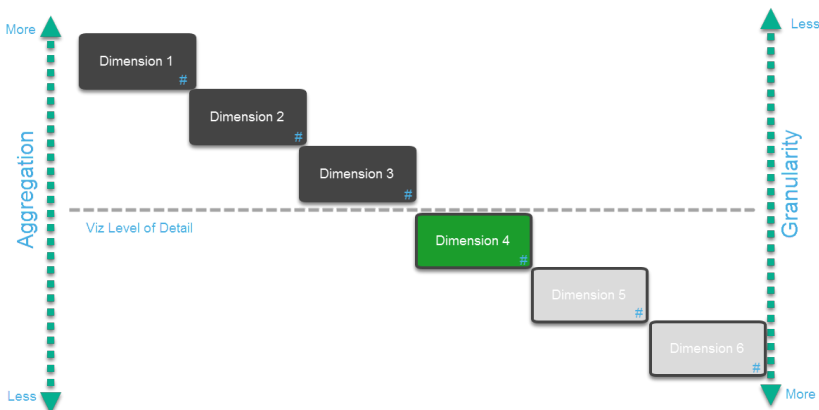 More
Less
Dimension 1
#
Dimension 2
#
Dimension 3
#
Aggregation
Granularity
Viz Level of Detail
Dimension 4
#
Dimension 5
#
Dimension 6
#
Less
More